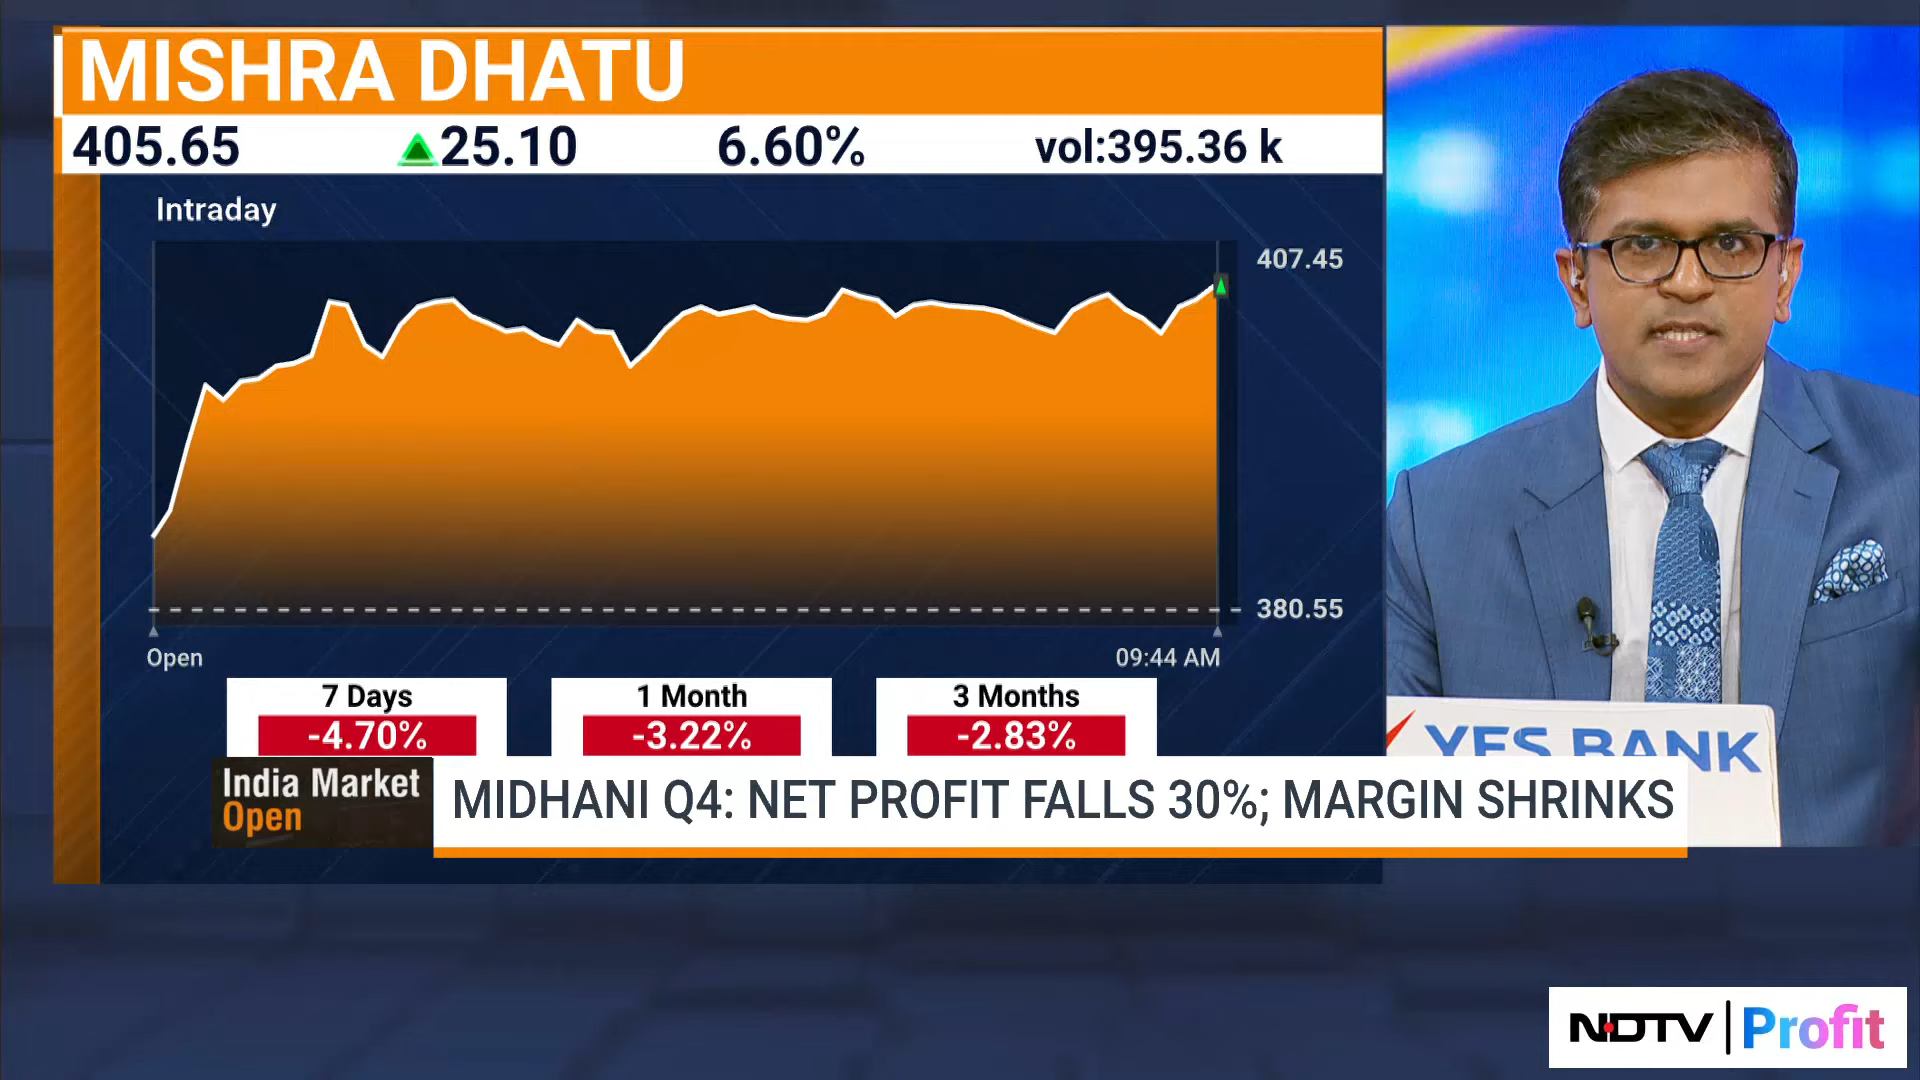 MISHRA DHATU
405.65 25.10 6.60% vol:395.36 k
Intraday
407.45
380.55
Open 09:44 AM
7 Days 1 Month 3 Months
-4.70% -3.22% -2.83%
YES BANK
India Market
Open
MIDHANI Q4: NET PROFIT FALLS 30%; MARGIN SHRINKS
NDTV Profit